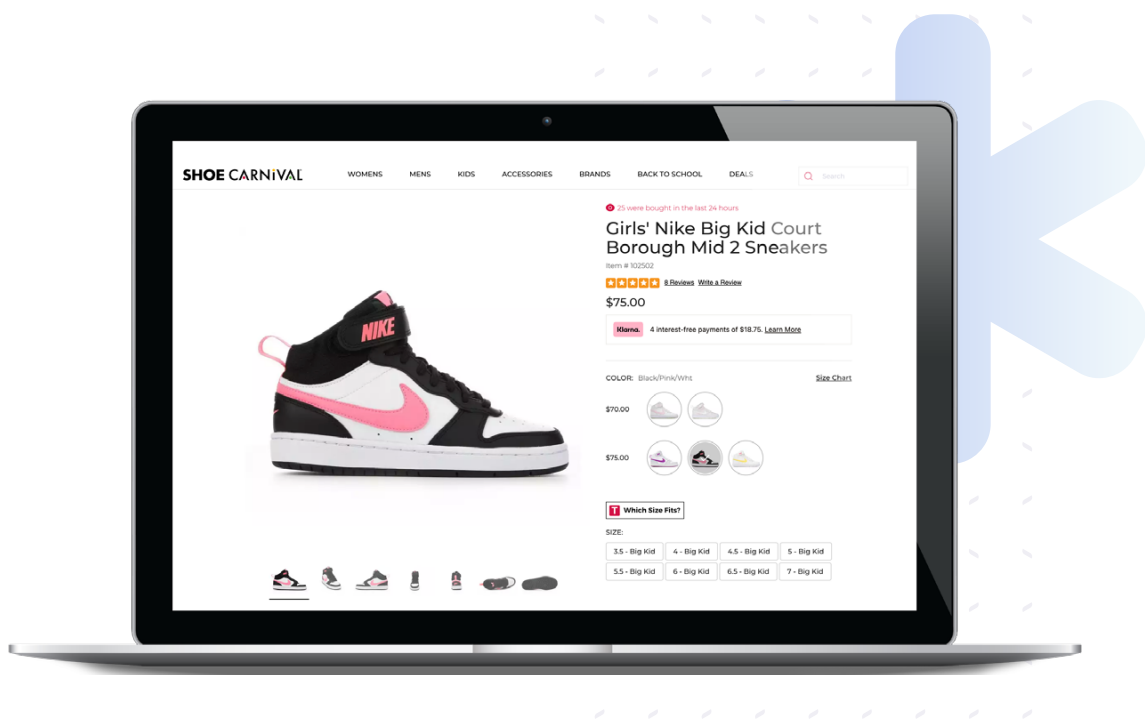 SHOE CARNiVAL WOMENS MENS KIDS ACCESSORIES BRANDS BACK TO SCHOOL DEALS Search
25 were bought in the last 24 hours
Girls' Nike Big Kid Court
Borough Mid 2 Sneakers
Item # 102502
8 Reviews Write a Review
$75.00
Klarna. 4 interest-free payments of $18.75. Learn More
COLOR: Black/Pink/Wht Size Chart
$70.00
$75.00
NIKE
T Which Size Fits?
SIZE:
3.5 - Big Kid 4 - Big Kid 4.5 - Big Kid 5 - Big Kid
5.5 - Big Kid 6 - Big Kid 6.5 - Big Kid 7 - Big Kid